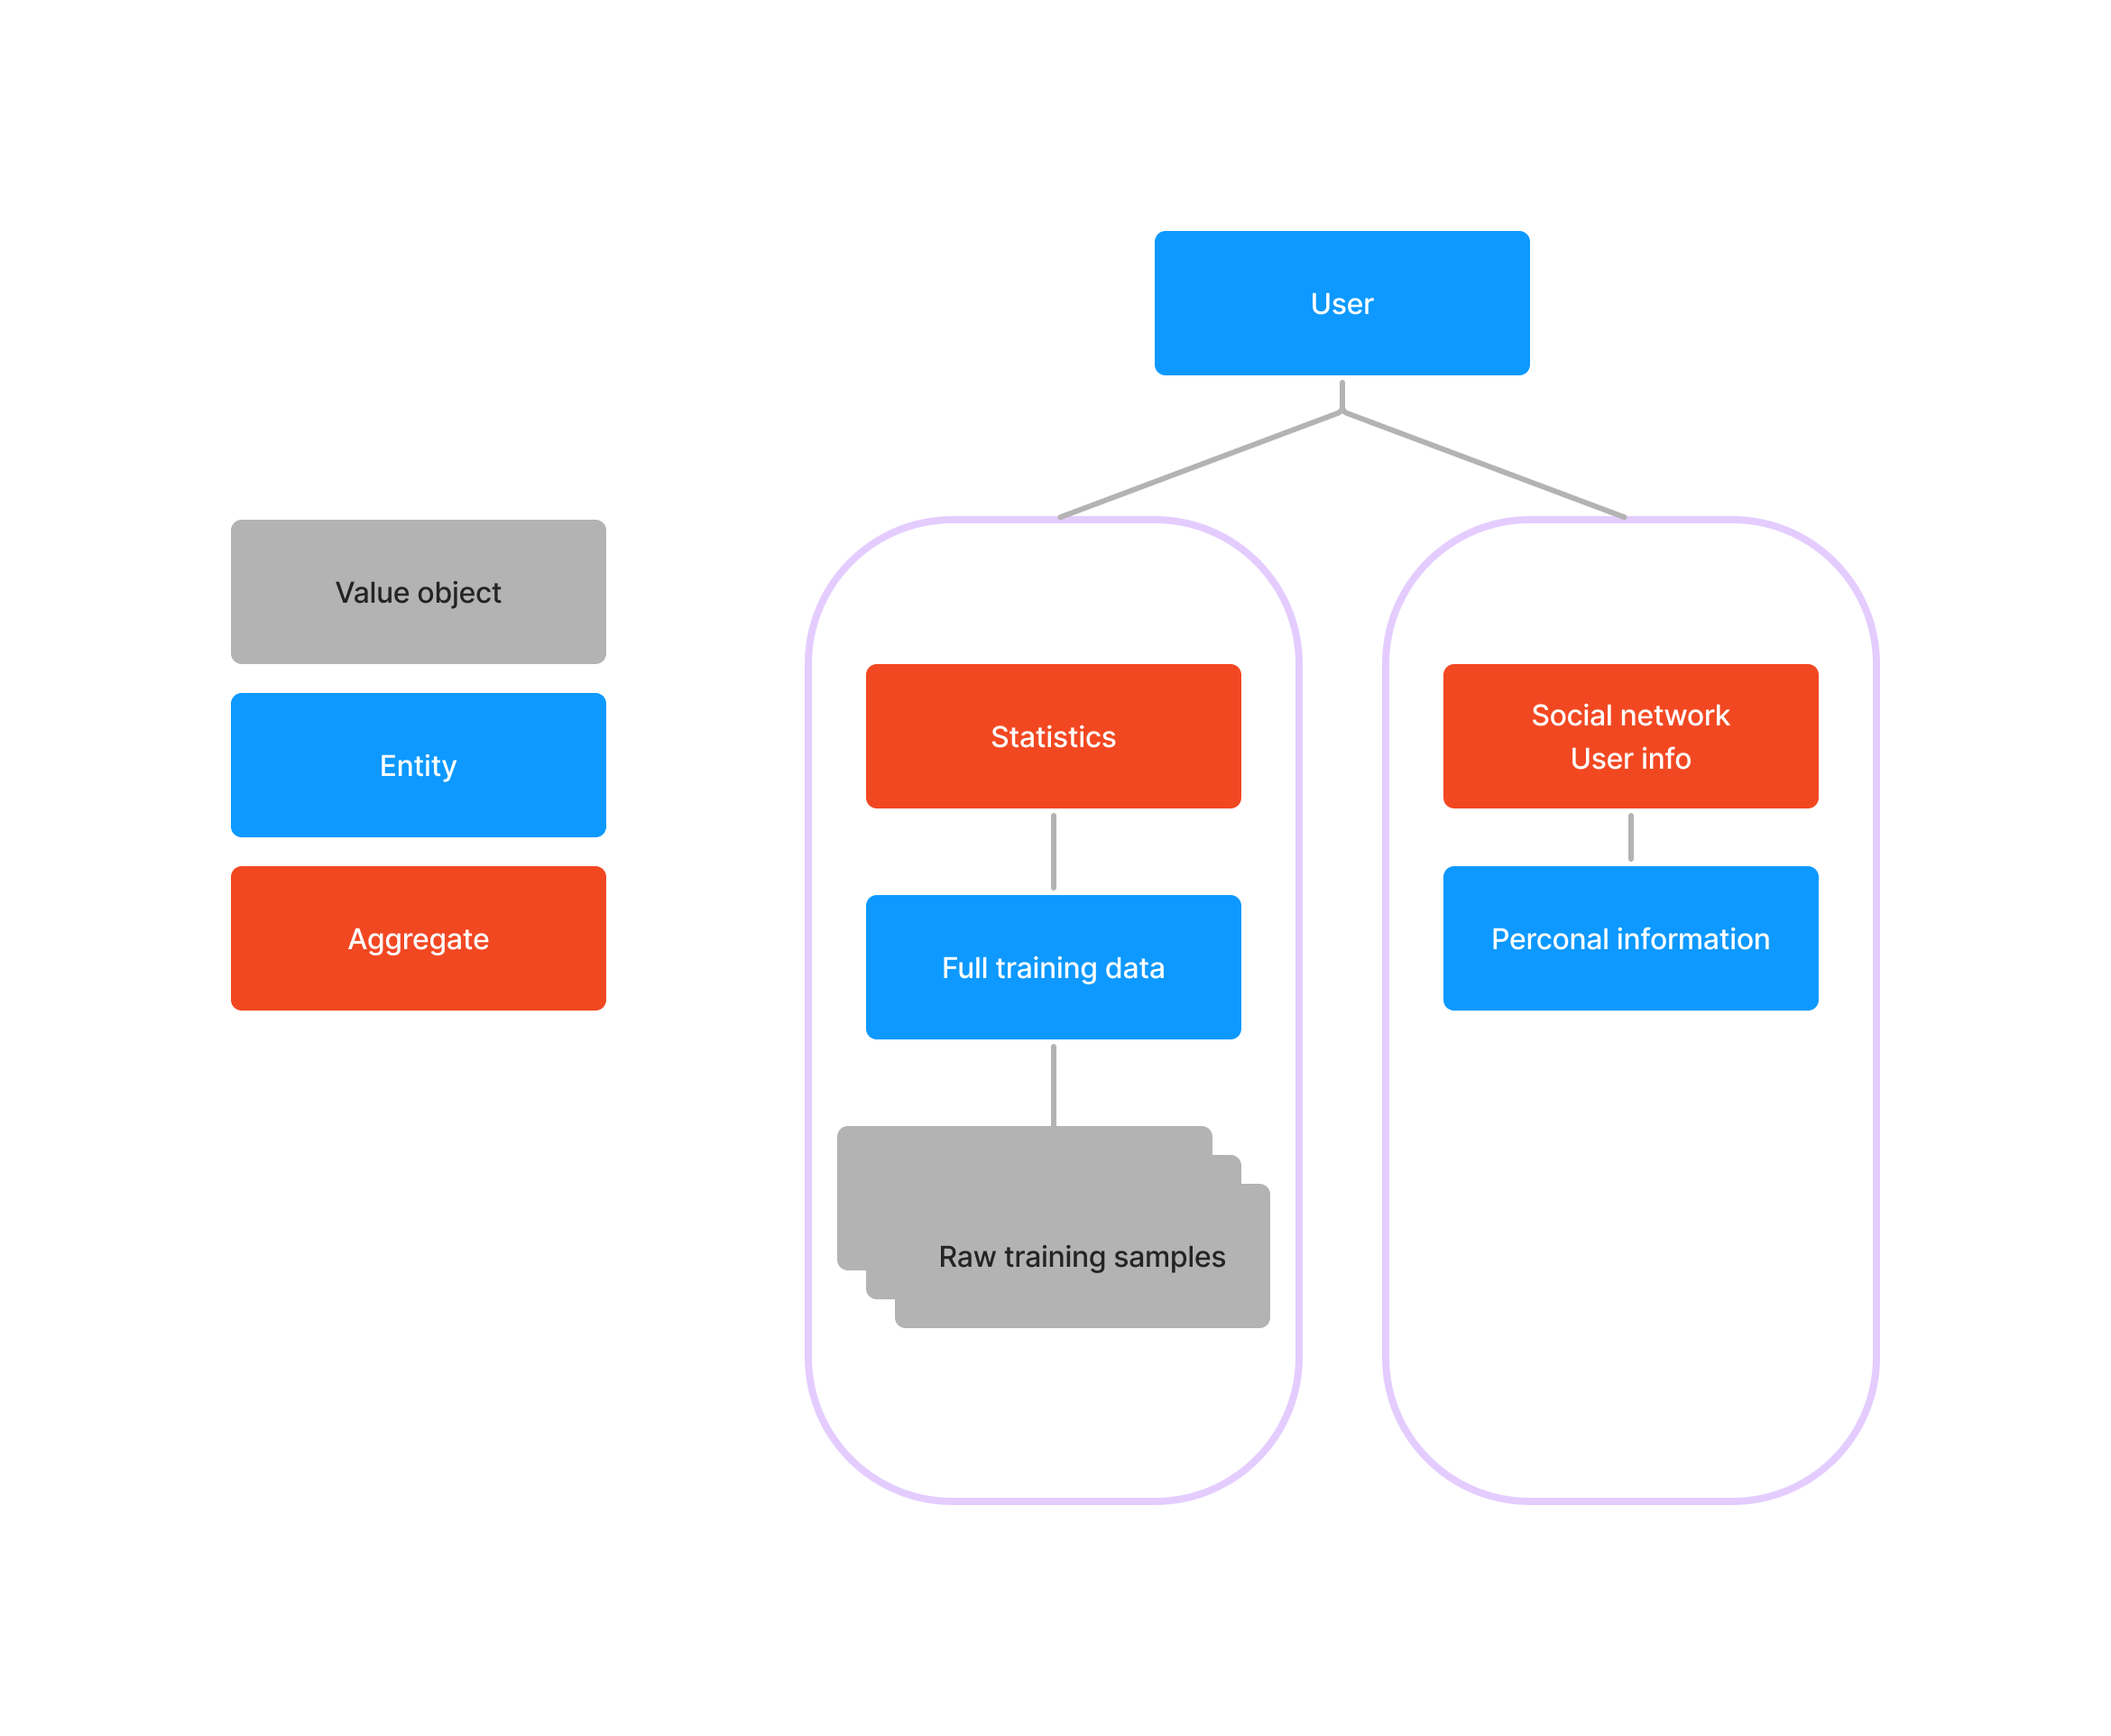 User
Value object
Entity
Aggregate
Statistics
Full training data
Raw training samples
Social network
User info
Perconal information